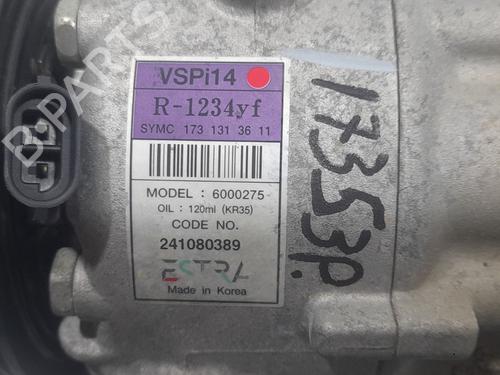 B-PARTS
VSPi14
R-1234yf
SYMC 173 131 36 11
MODEL : 6000275
OIL : 120ml (KR35)
CODE NO.
241080389
ESTRA
Made in Korea
17353P.